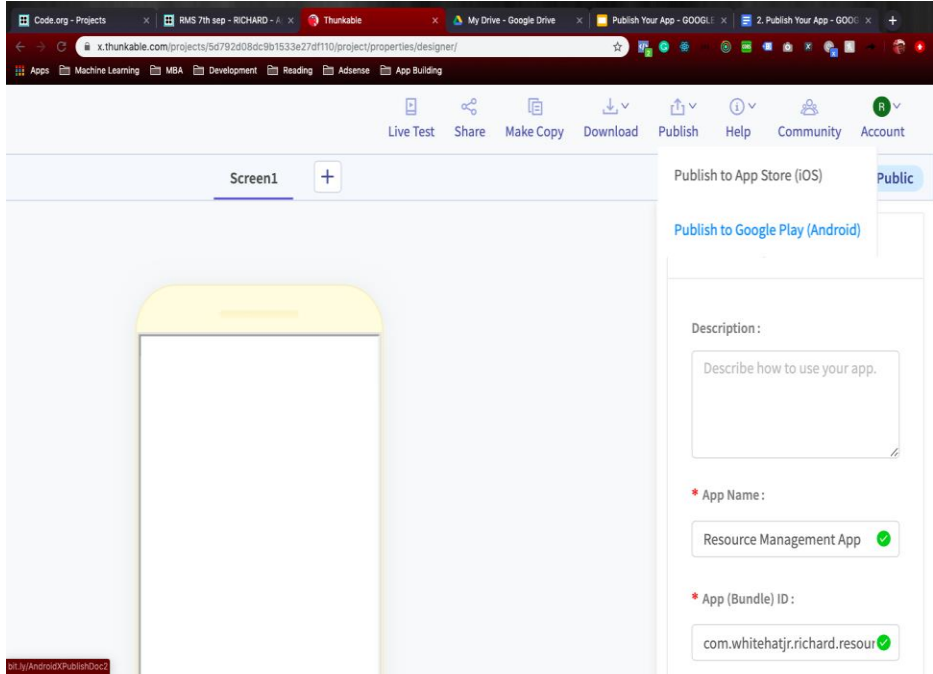 Code.org - Projects
RMS 7th sep - RICHARD - A
Thunkable
My Drive - Google Drive
Publish Your App - GOOGLE
2. Publish Your App - GOOG
x.thunkable.com/projects/5d792d08dc9b1533e27df110/project/properties/designer/
Apps Machine Learning MBA Development Reading Adsense App Building
Live Test Share Make Copy Download Publish Help Community Account
R
Screen1 +
Publish to App Store (iOS)
Public
Publish to Google Play (Android)
Description :
Describe how to use your app.
* App Name :
Resource Management App
* App (Bundle) ID :
com.whitehatjr.richard.resour
bit.ly/AndroidXPublishDoc2